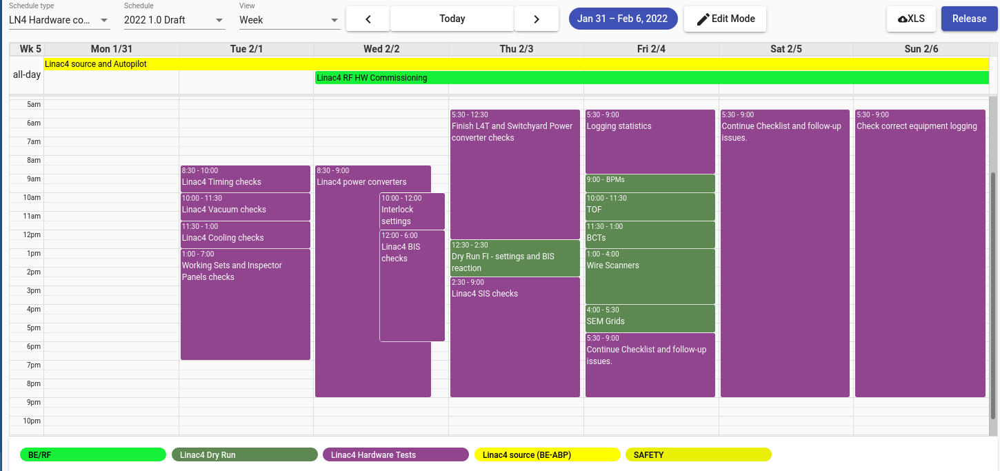 Schedule type
LN4 Hardware co...
Schedule
2022 1.0 Draft
View
Week
Today
Jan 31 – Feb 6, 2022
Edit Mode
XLS
Release
Wk 5
Mon 1/31
Tue 2/1
Wed 2/2
Thu 2/3
Fri 2/4
Sat 2/5
Sun 2/6
all-day
Linac4 source and Autopilot
Linac4 RF HW Commissioning
5am
6am
7am
8am
9am
10am
11am
12pm
1pm
2pm
3pm
4pm
5pm
6pm
7pm
8pm
9pm
10pm
8:30 - 10:00
Linac4 Timing checks
10:00 - 11:30
Linac4 Vacuum checks
11:30 - 1:00
Linac4 Cooling checks
1:00 - 7:00
Working Sets and Inspector
Panels checks
8:30 - 9:00
Linac4 power converters
10:00 - 12:00
Interlock
settings
12:00 - 6:00
Linac4 BIS
checks
5:30 - 12:30
Finish L4T and Switchyard Power
converter checks
12:30 - 2:30
Dry Run FI - settings and BIS
reaction
2:30 - 9:00
Linac4 SIS checks
5:30 - 9:00
Logging statistics
9:00 - BPMs
10:00 - 11:30
TOF
11:30 - 1:00
BCTs
1:00 - 4:00
Wire Scanners
4:00 - 5:30
SEM Grids
5:30 - 9:00
Continue Checklist and follow-up
issues.
5:30 - 9:00
Continue Checklist and follow-up
issues.
5:30 - 9:00
Check correct equipment logging
BE/RF
Linac4 Dry Run
Linac4 Hardware Tests
Linac4 source (BE-ABP)
SAFETY